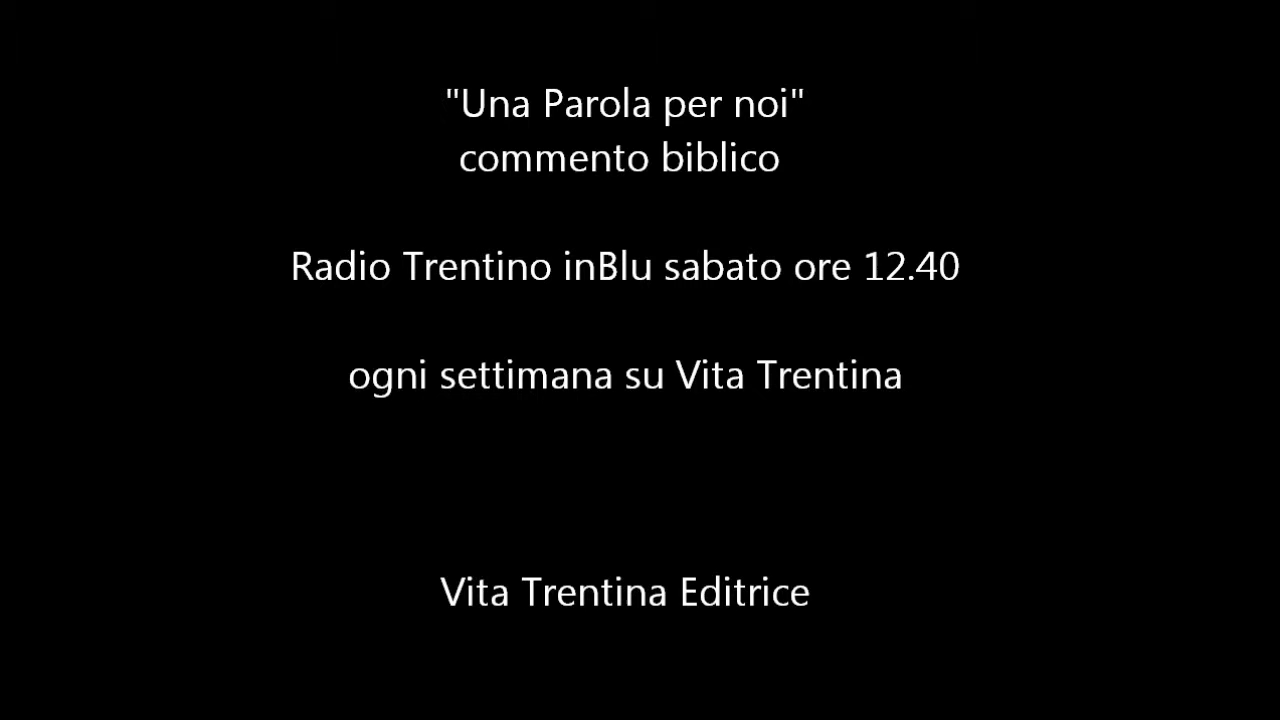 "Una Parola per noi"
commento biblico
Radio Trentino inBlu sabato ore 12.40
ogni settimana su Vita Trentina
Vita Trentina Editrice